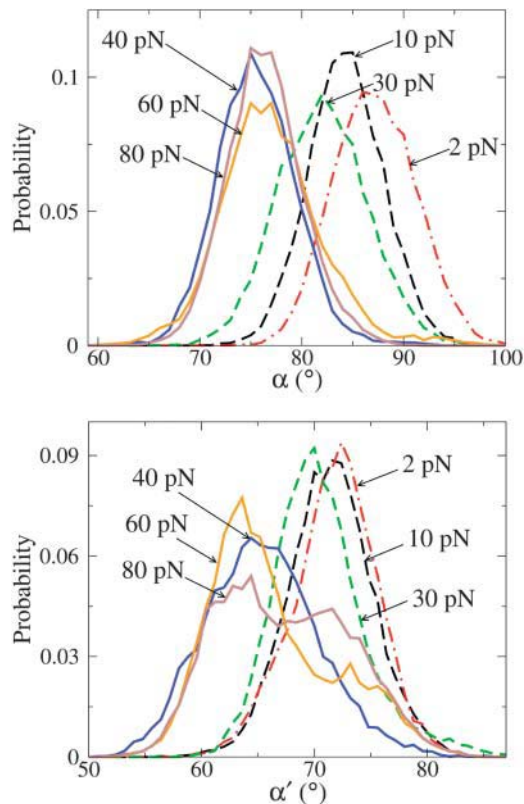 40 pN
10 pN
0.1
30 pN
60 pN
80 pN
2 pN
0.05
0
Probability
60
70
80
90
100
α (°)
0.09
2 pN
40 pN
60 pN
0.06
10 pN
80 pN
30 pN
0.03
0
Probability
50
60
70
80
α′ (°)